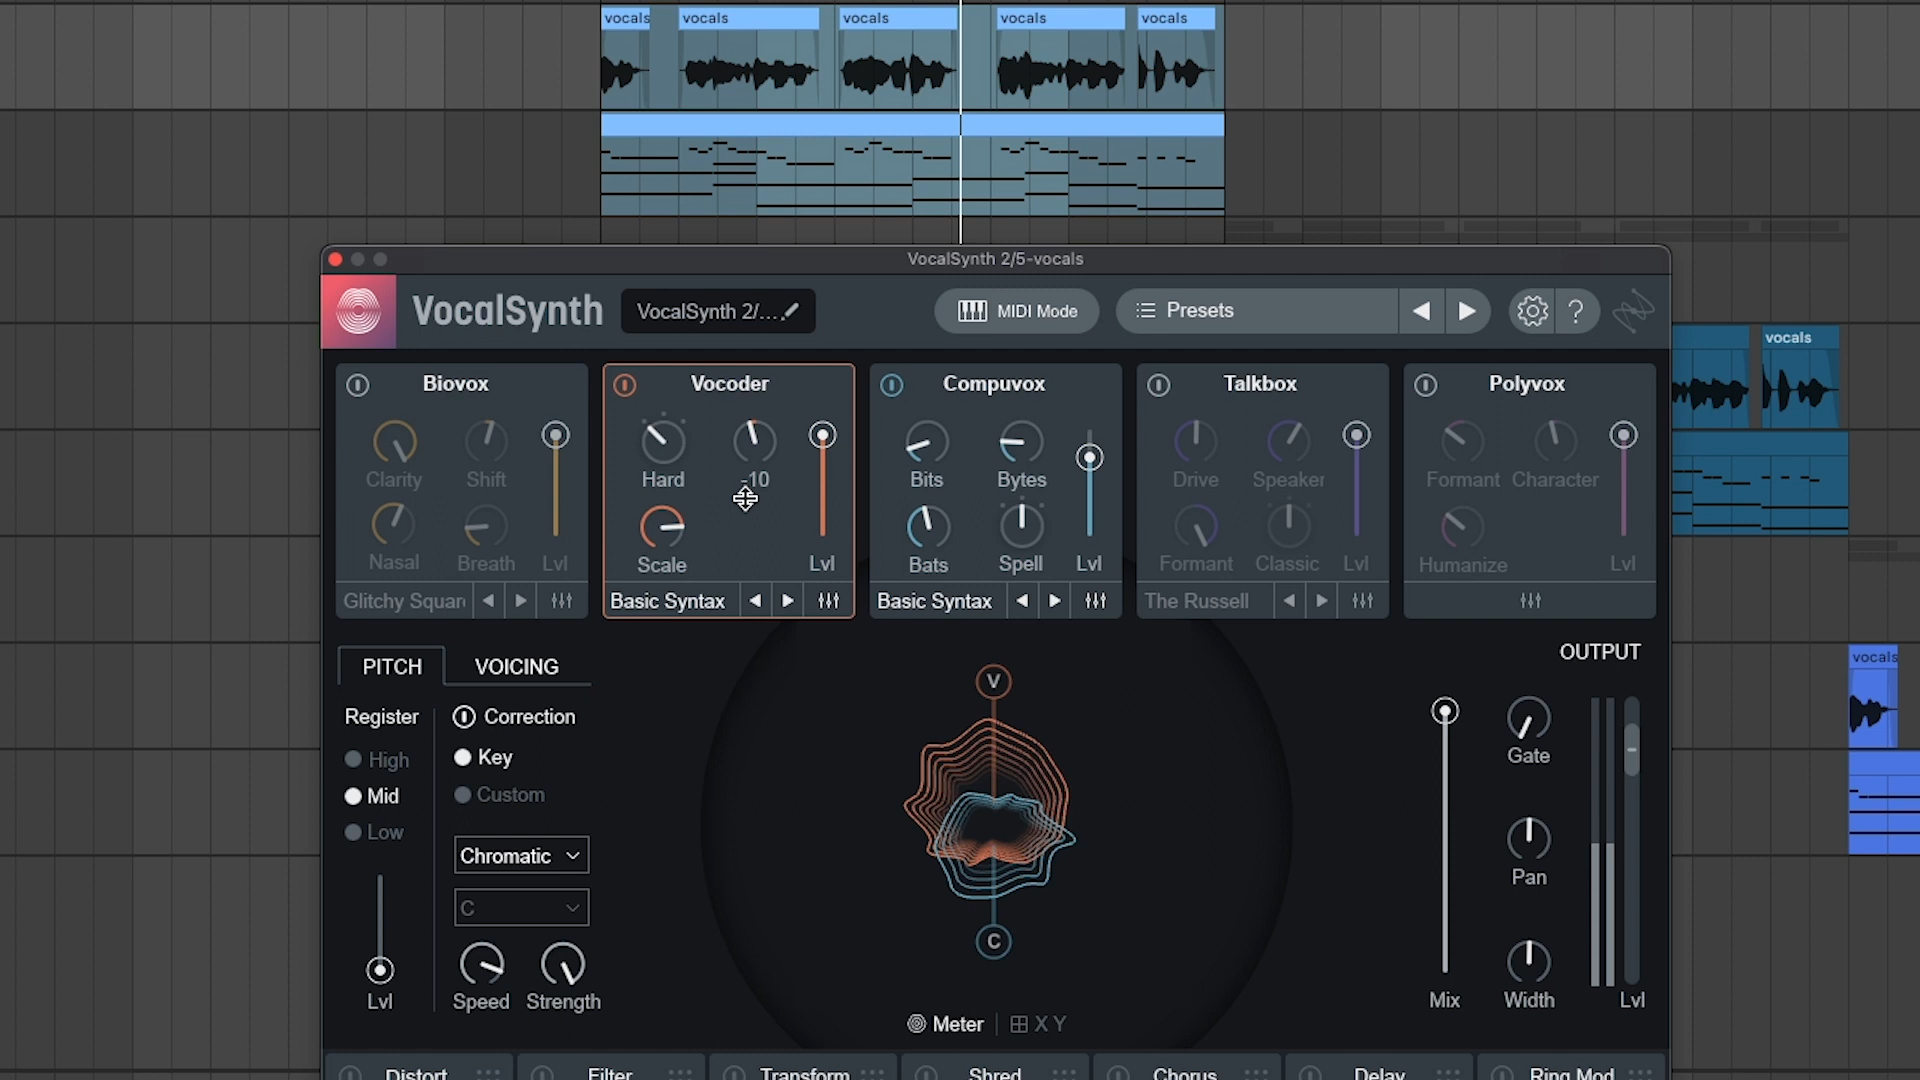 vocals vocals vocals vocals vocals
VocalSynth 2/5-vocals
VocalSynth VocalSynth 2/... MIDI Mode Presets ?
vocals
Biovox Vocoder Compuvox Talkbox Polyvox
Clarity Shift Hard -10 Bits Bytes Drive Speaker Formant Character
Nasal Breath Lvl Scale Lvl Bats Spell Lvl Formant Classic Lvl Humanize Lvl
Glitchy Squar Basic Syntax Basic Syntax The Russell
PITCH VOICING OUTPUT
vocals
V
Register Correction
High Key
Mid Custom
Low
Gate
Chromatic
Pan
C
C
Lvl Speed Strength Mix Width Lvl
Meter X Y
Distort Filter Transform Shred Chorus Delay Ring Mod